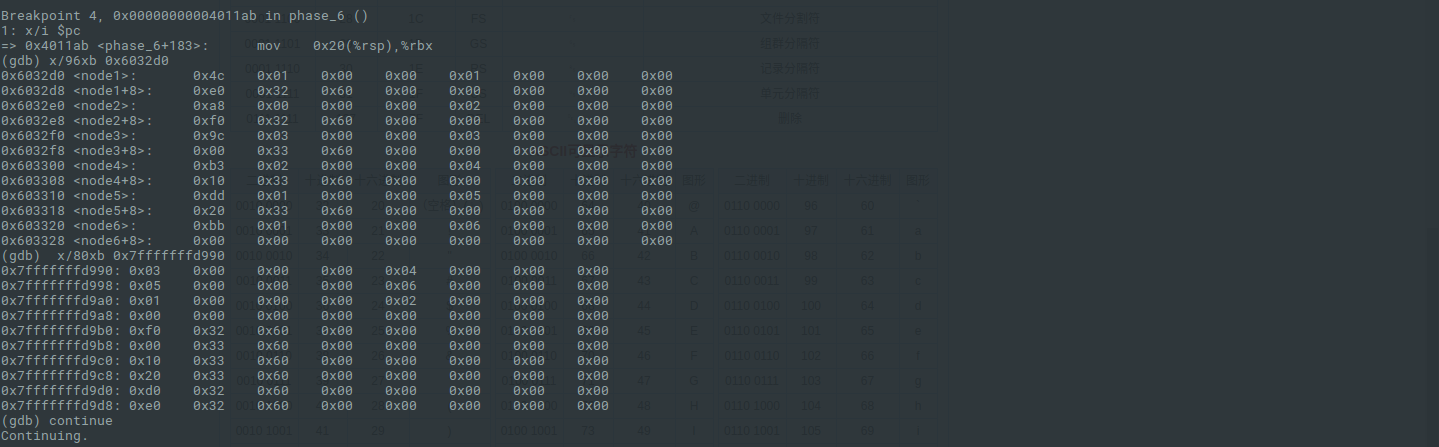 Breakpoint 4, 0x00000000004011ab in phase_6 ()
1: x/i $pc
=> 0x4011ab <phase_6+183>: mov 0x20(%rsp),%rbx
(gdb) x/96xb 0x6032d0
0x6032d0 <node1>: 0x4c 0x01 0x00 0x00 0x01 0x00 0x00 0x00
0x6032d8 <node1+8>: 0xe0 0x32 0x60 0x00 0x00 0x00 0x00 0x00
0x6032e0 <node2>: 0xa8 0x00 0x00 0x00 0x02 0x00 0x00 0x00
0x6032e8 <node2+8>: 0xf0 0x32 0x60 0x00 0x00 0x00 0x00 0x00
0x6032f0 <node3>: 0x9c 0x03 0x00 0x00 0x03 0x00 0x00 0x00
0x6032f8 <node3+8>: 0x00 0x33 0x60 0x00 0x00 0x00 0x00 0x00
0x603300 <node4>: 0xb3 0x02 0x00 0x00 0x04 0x00 0x00 0x00
0x603308 <node4+8>: 0x10 0x33 0x60 0x00 0x00 0x00 0x00 0x00
0x603310 <node5>: 0xdd 0x01 0x00 0x00 0x05 0x00 0x00 0x00
0x603318 <node5+8>: 0x20 0x33 0x60 0x00 0x00 0x00 0x00 0x00
0x603320 <node6>: 0xbb 0x01 0x00 0x00 0x06 0x00 0x00 0x00
0x603328 <node6+8>: 0x00 0x00 0x00 0x00 0x00 0x00 0x00 0x00
(gdb) x/80xb 0x7fffffffd990
0x7fffffffd990: 0x03 0x00 0x00 0x00 0x04 0x00 0x00 0x00
0x7fffffffd998: 0x05 0x00 0x00 0x00 0x06 0x00 0x00 0x00
0x7fffffffd9a0: 0x01 0x00 0x00 0x00 0x02 0x00 0x00 0x00
0x7fffffffd9a8: 0x00 0x00 0x00 0x00 0x00 0x00 0x00 0x00
0x7fffffffd9b0: 0xf0 0x32 0x60 0x00 0x00 0x00 0x00 0x00
0x7fffffffd9b8: 0x00 0x33 0x60 0x00 0x00 0x00 0x00 0x00
0x7fffffffd9c0: 0x10 0x33 0x60 0x00 0x00 0x00 0x00 0x00
0x7fffffffd9c8: 0x20 0x33 0x60 0x00 0x00 0x00 0x00 0x00
0x7fffffffd9d0: 0xd0 0x32 0x60 0x00 0x00 0x00 0x00 0x00
0x7fffffffd9d8: 0xe0 0x32 0x60 0x00 0x00 0x00 0x00 0x00
(gdb) continue
Continuing.